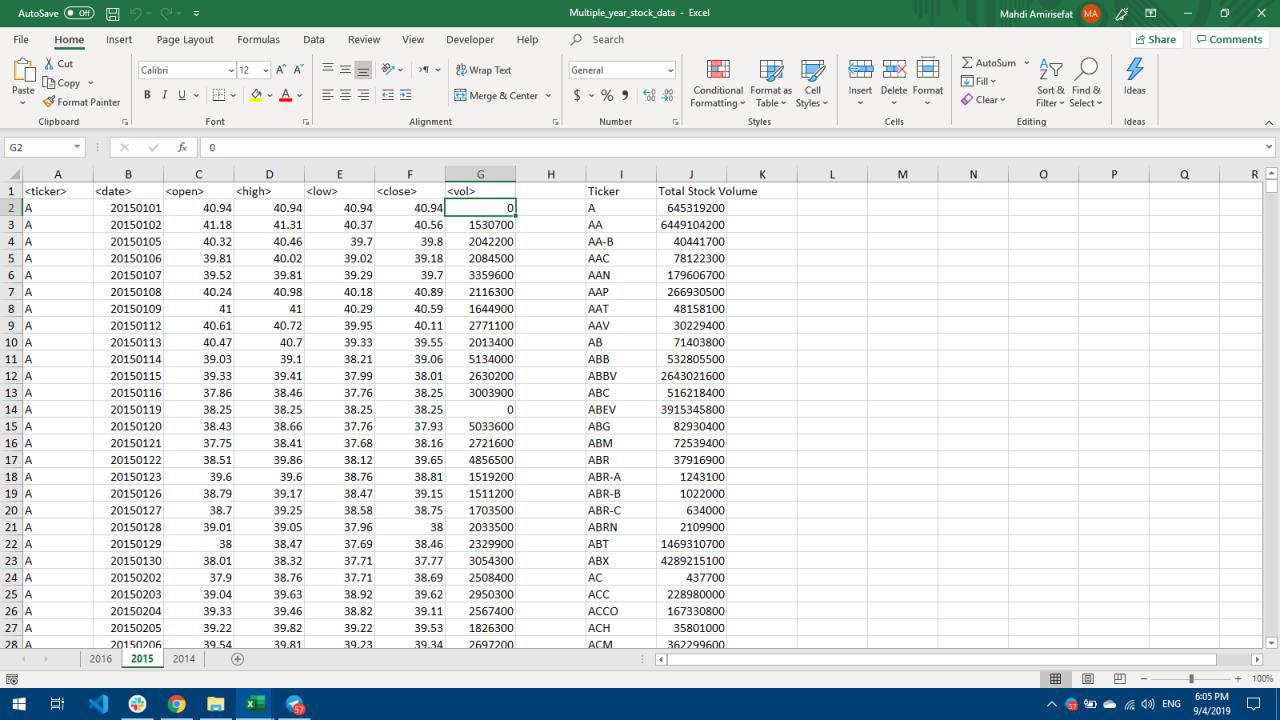 AutoSave Off
Multiple_year_stock_data - Excel
Mahdi Amirisefat MA
File Home Insert Page Layout Formulas Data Review View Developer Help Search Share Comments
Paste Cut Copy Format Painter
Clipboard
Calibri 12 A A B I U A
Font
Wrap Text
Merge & Center
Alignment
General
$ % , .00 .00
Number
Conditional Formatting Format as Table Cell Styles
Styles
Insert Delete Format
Cells
AutoSum Fill Clear Sort & Filter Find & Select
Editing
Ideas
Ideas
G2 fx 0
A B C D E F G H I J K L M N O P Q R
1 <ticker> <date> <open> <high> <low> <close> <vol> Ticker Total Stock Volume
2 A 20150101 40.94 40.94 40.94 40.94 0 A 645319200
3 A 20150102 41.18 41.31 40.37 40.56 1530700 AA 6449104200
4 A 20150105 40.32 40.46 39.7 39.8 2042200 AA-B 40441700
5 A 20150106 39.81 40.02 39.02 39.18 2084500 AAC 78122300
6 A 20150107 39.52 39.81 39.29 39.7 3359600 AAN 179606700
7 A 20150108 40.24 40.98 40.18 40.89 2116300 AAP 266930500
8 A 20150109 41 41 40.29 40.59 1644900 AAT 48158100
9 A 20150112 40.61 40.72 39.95 40.11 2771100 AAV 30229400
10 A 20150113 40.47 40.7 39.33 39.55 2013400 AB 71403800
11 A 20150114 39.03 39.1 38.21 39.06 5134000 ABB 532805500
12 A 20150115 39.33 39.41 37.99 38.01 2630200 ABBV 2643021600
13 A 20150116 37.86 38.46 37.76 38.25 3003900 ABC 516218400
14 A 20150119 38.25 38.25 38.25 38.25 0 ABEV 3915345800
15 A 20150120 38.43 38.66 37.76 37.93 5033600 ABG 82930400
16 A 20150121 37.75 38.41 37.68 38.16 2721600 ABM 72539400
17 A 20150122 38.51 39.86 38.12 39.65 4856500 ABR 37916900
18 A 20150123 39.6 39.6 38.76 38.81 1519200 ABR-A 1243100
19 A 20150126 38.79 39.17 38.47 39.15 1511200 ABR-B 1022000
20 A 20150127 38.7 39.25 38.58 38.75 1703500 ABR-C 634000
21 A 20150128 39.01 39.05 37.96 38 2033500 ABRN 2109900
22 A 20150129 38 38.47 37.69 38.46 2329900 ABT 1469310700
23 A 20150130 38.01 38.32 37.71 37.77 3054300 ABX 4289215100
24 A 20150202 37.9 38.76 37.71 38.69 2508400 AC 437700
25 A 20150203 39.04 39.63 38.92 39.62 2950300 ACC 228980000
26 A 20150204 39.33 39.46 38.82 39.11 2567400 ACCO 167330800
27 A 20150205 39.22 39.82 39.22 39.53 1826300 ACH 35801000
28 A 20150206 39.54 39.81 39.23 39.34 2697200 ACM 362299600
2016 2015 2014
100%
57 57 ENG 6:05 PM
9/4/2019